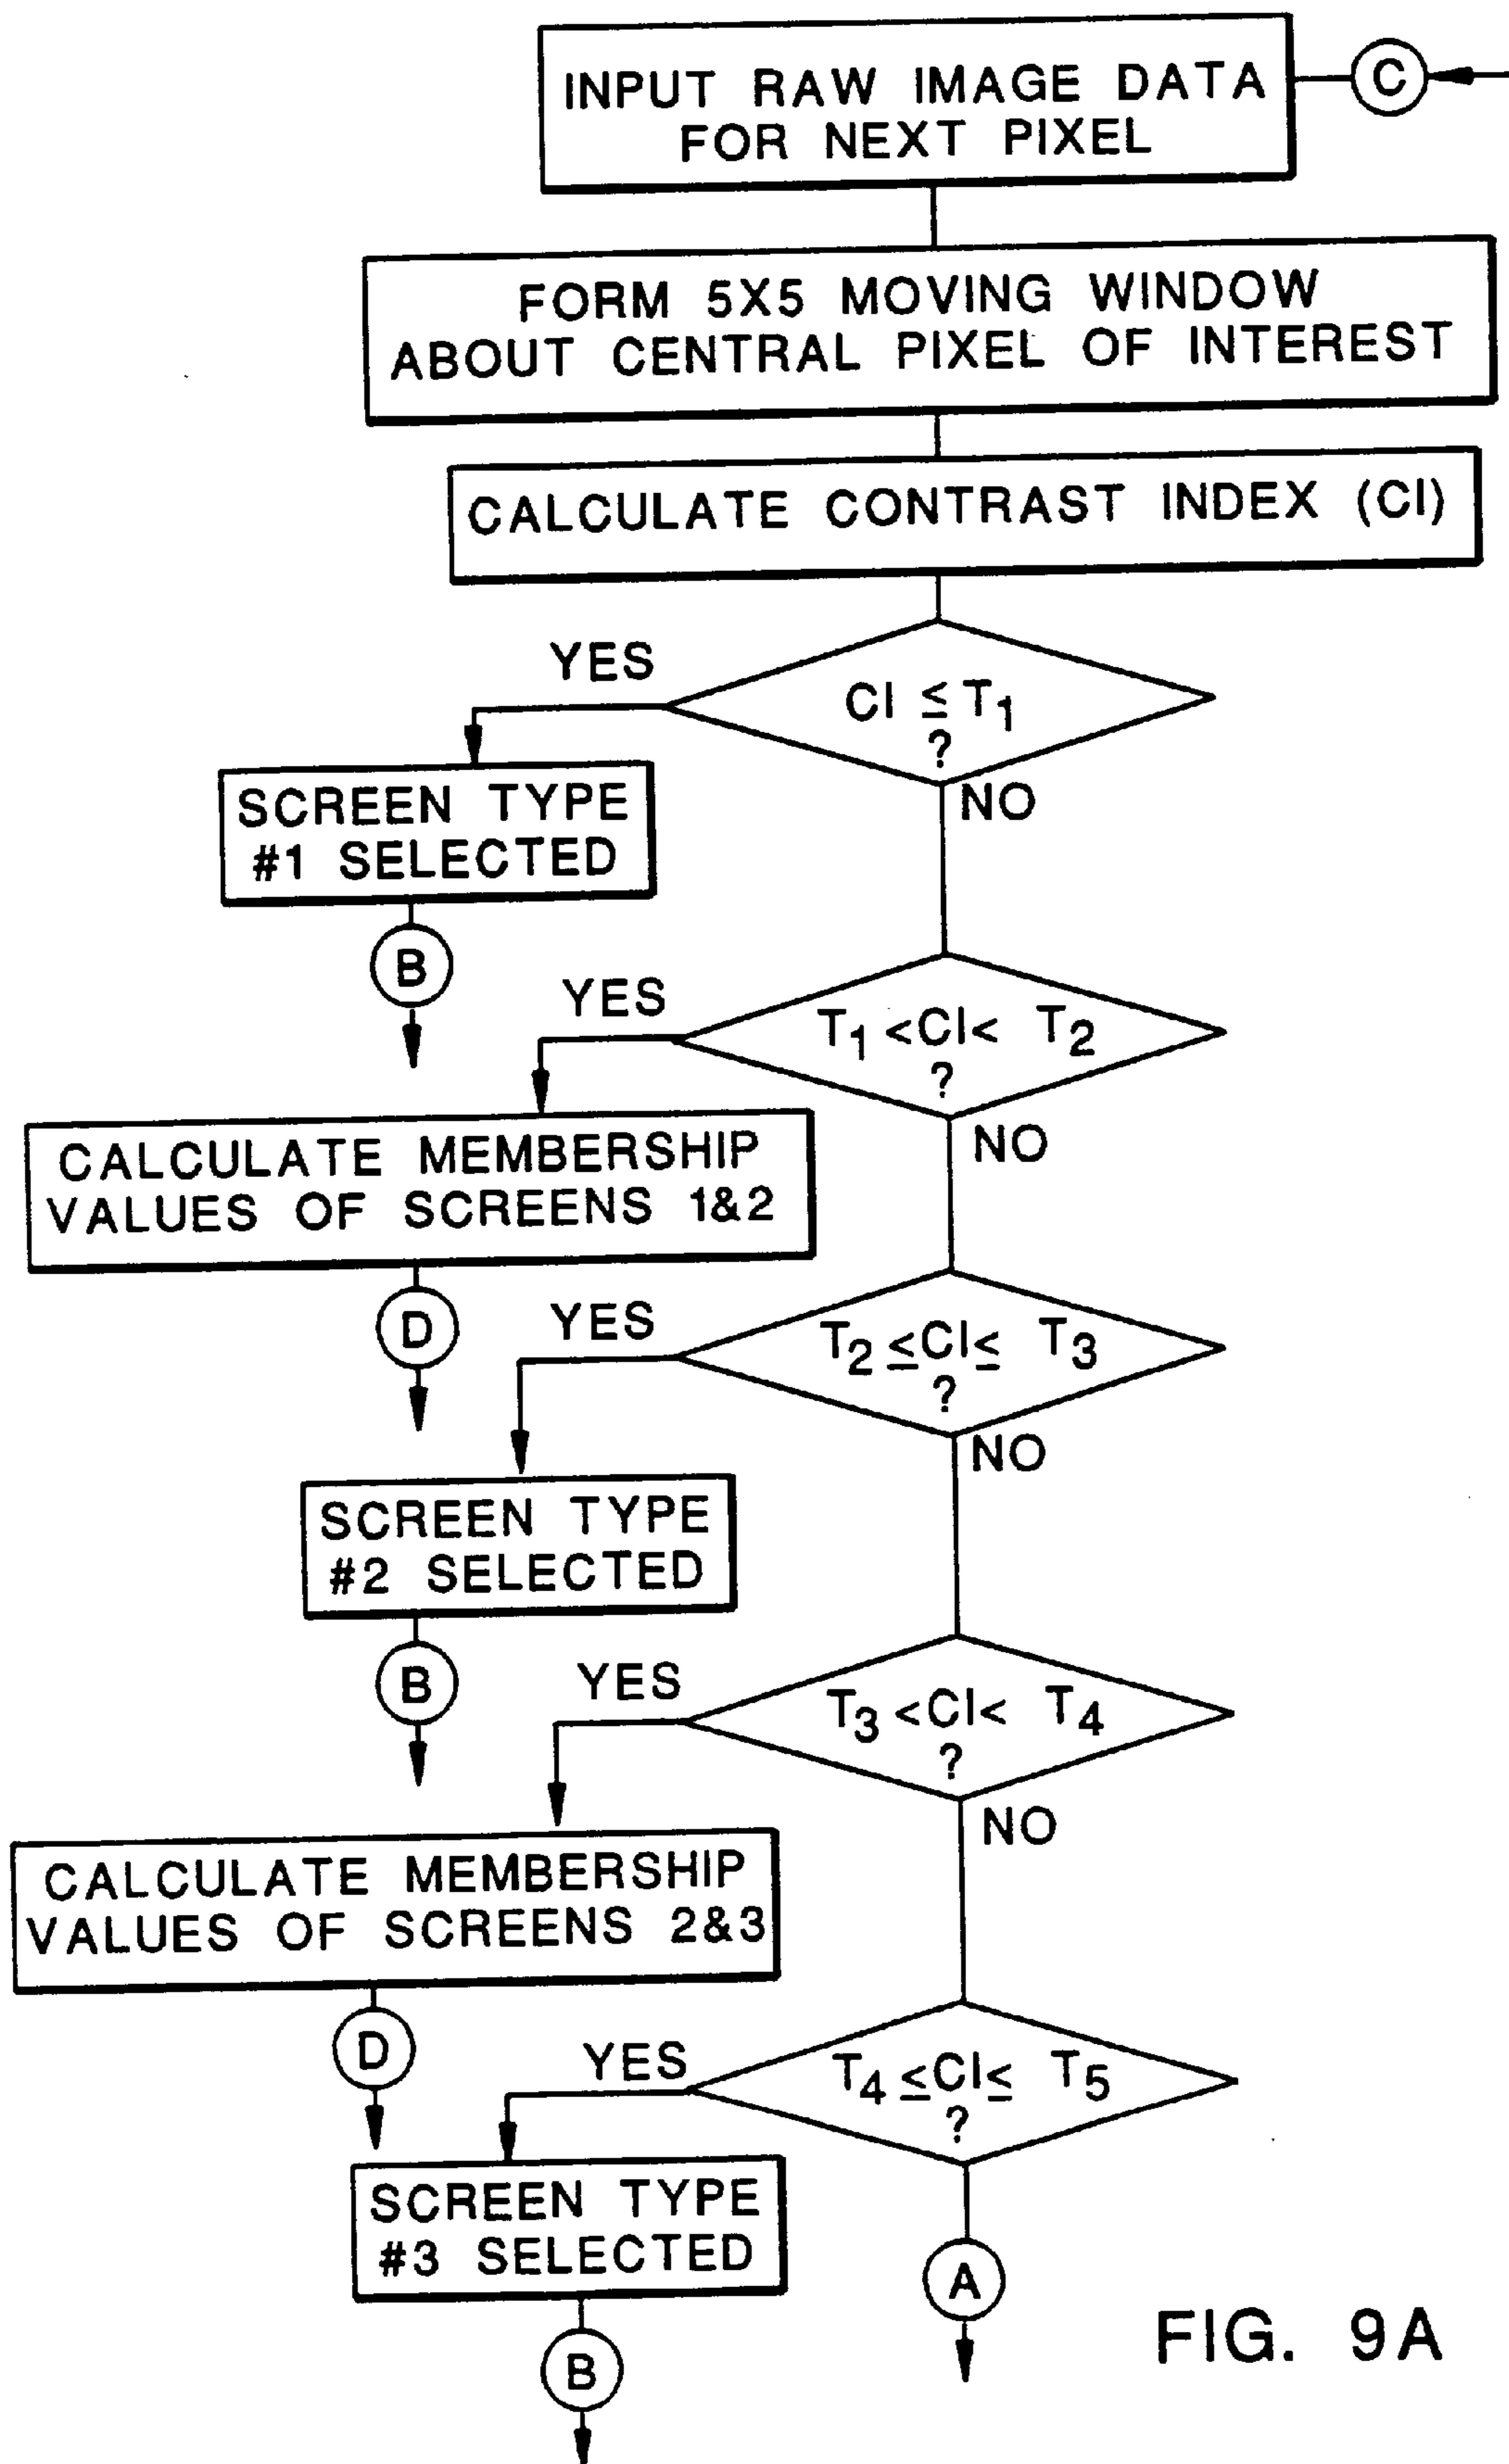 INPUT RAW IMAGE DATA
FOR NEXT PIXEL
C
FORM 5X5 MOVING WINDOW
ABOUT CENTRAL PIXEL OF INTEREST
CALCULATE CONTRAST INDEX (CI)
YES
CI ≤ T1
?
NO
SCREEN TYPE
#1 SELECTED
B
YES
T1 <CI< T2
?
NO
CALCULATE MEMBERSHIP
VALUES OF SCREENS 1&2
D
YES
T2 ≤CI≤ T3
?
NO
SCREEN TYPE
#2 SELECTED
B
YES
T3 <CI< T4
?
NO
CALCULATE MEMBERSHIP
VALUES OF SCREENS 2&3
D
YES
T4 ≤CI≤ T5
?
SCREEN TYPE
#3 SELECTED
B
A
FIG. 9A